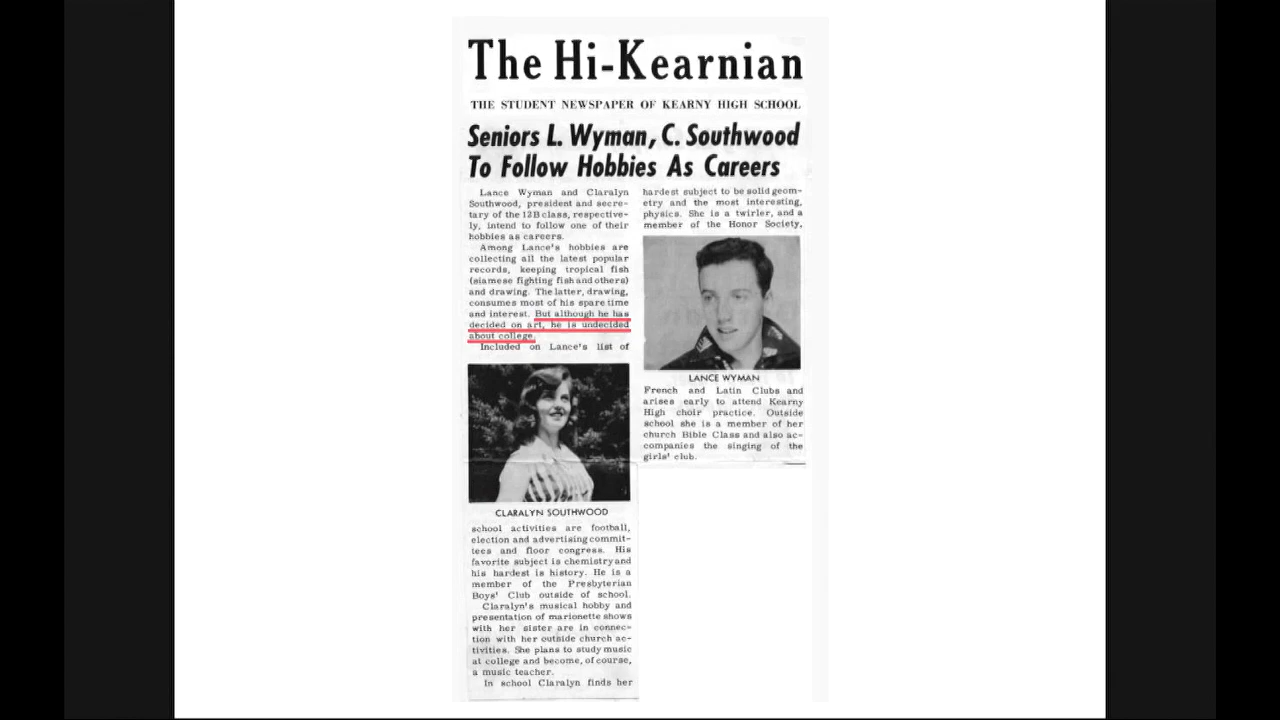 The Hi-Kearnian
THE STUDENT NEWSPAPER OF KEARNY HIGH SCHOOL
Seniors L. Wyman, C. Southwood
To Follow Hobbies As Careers
Lance Wyman and Claralyn
Southwood, president and secre-
tary of the 12B class, respective-
ly, intend to follow one of their
hobbies as careers.
Among Lance's hobbies are
collecting all the latest popular
records, keeping tropical fish
(siamese fighting fish and others)
and drawing. The latter, drawing,
consumes most of his spare time
and interest. But although he has
decided on art, he is undecided
about college.
Included on Lance's list of
CLARALYN SOUTHWOOD
school activities are football,
election and advertising commit-
tees and floor congress. His
favorite subject is chemistry and
his hardest is history. He is a
member of the Presbyterian
Boys' Club outside of school.
Claralyn's musical hobby and
presentation of marionette shows
with her sister are in connec-
tion with her outside church ac-
tivities. She plans to study music
at college and become, of course,
a music teacher.
In school Claralyn finds her
hardest subject to be solid geom-
etry and the most interesting,
physics. She is a twirler, and a
member of the Honor Society,
LANCE WYMAN
French and Latin Clubs and
arises early to attend Kearny
High choir practice. Outside
school she is a member of her
church Bible Class and also ac-
companies the singing of the
girls' club.